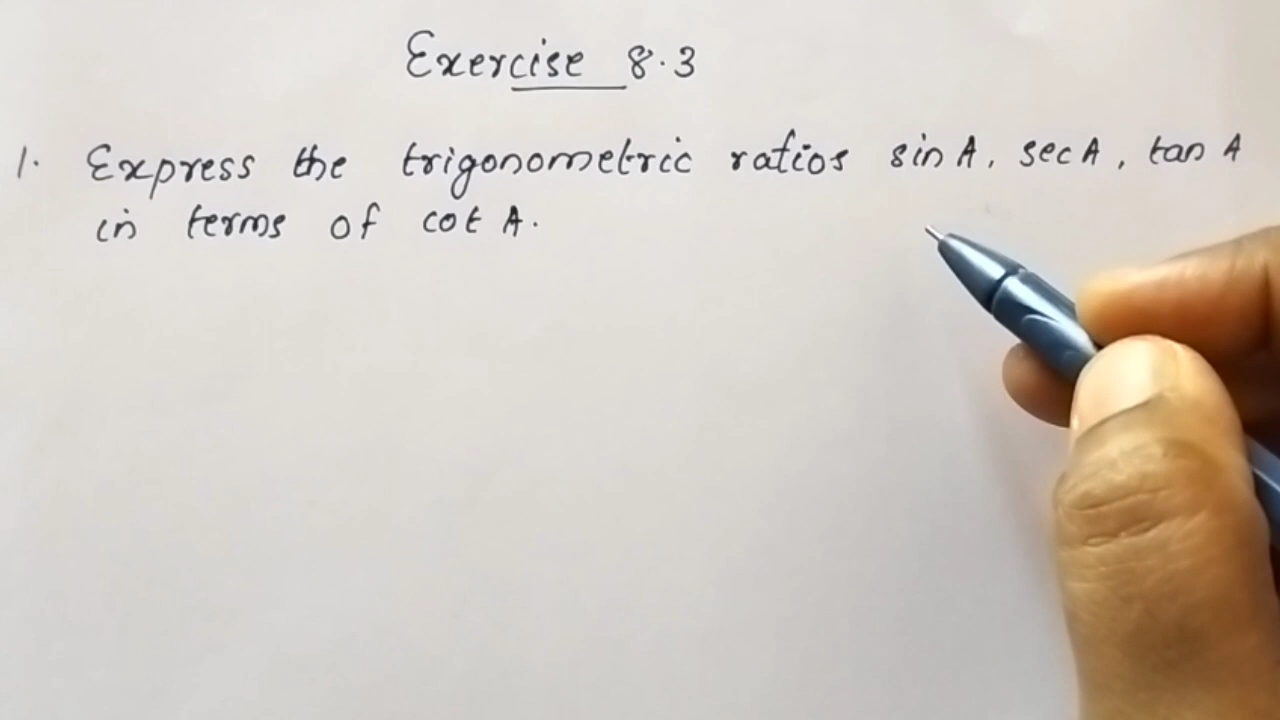 Exercise 8.3
1. Express the trigonometric ratios sin A, sec A, tan A
in terms of cot A.